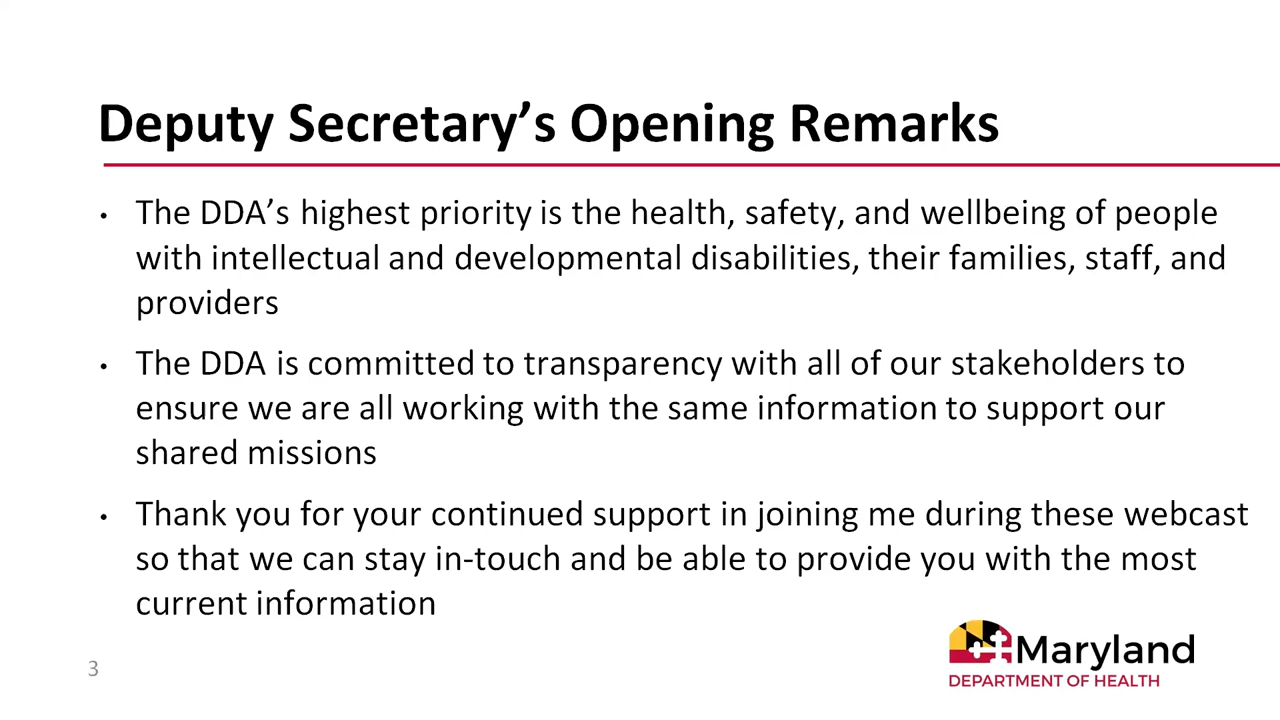 Deputy Secretary’s Opening Remarks
• The DDA’s highest priority is the health, safety, and wellbeing of people
with intellectual and developmental disabilities, their families, staff, and
providers
• The DDA is committed to transparency with all of our stakeholders to
ensure we are all working with the same information to support our
shared missions
• Thank you for your continued support in joining me during these webcast
so that we can stay in-touch and be able to provide you with the most
current information
3
Maryland
DEPARTMENT OF HEALTH